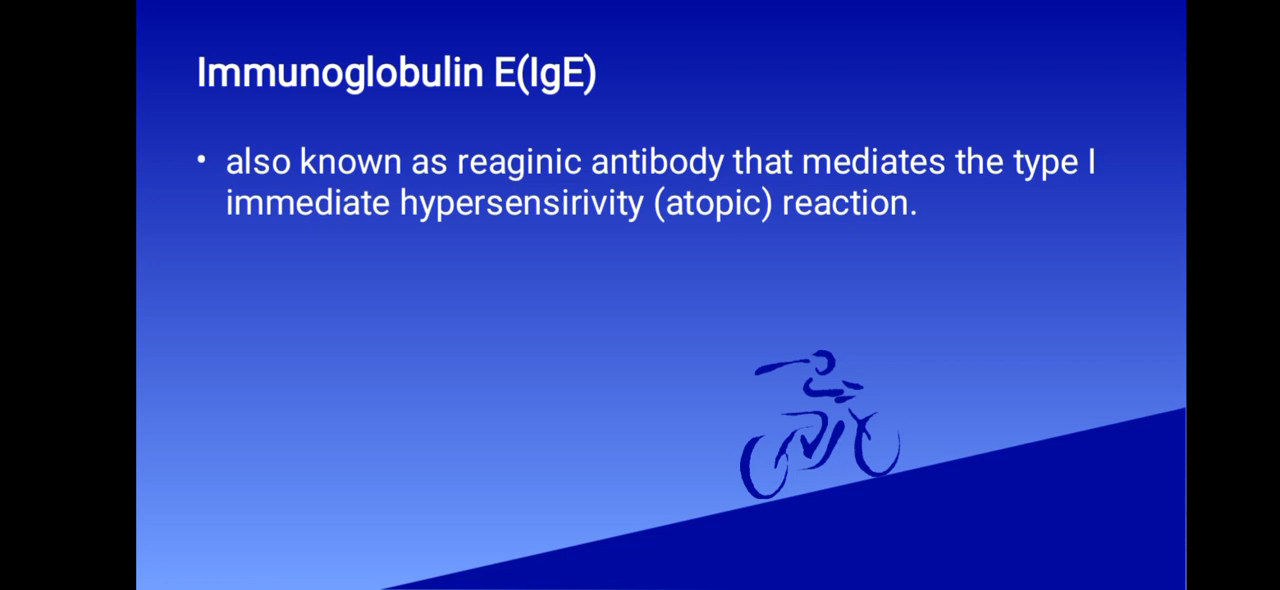 Immunoglobulin E(IgE)
• also known as reaginic antibody that mediates the type I
immediate hypersensirivity (atopic) reaction.